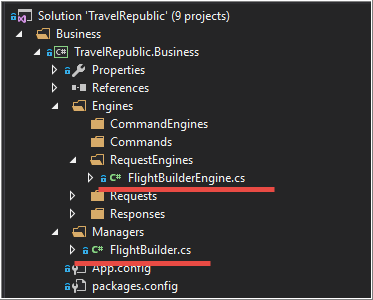 Solution 'TravelRepublic' (9 projects)
Business
C# TravelRepublic.Business
Properties
References
Engines
CommandEngines
Commands
RequestEngines
C# FlightBuilderEngine.cs
Requests
Responses
Managers
C# FlightBuilder.cs
App.config
packages.config